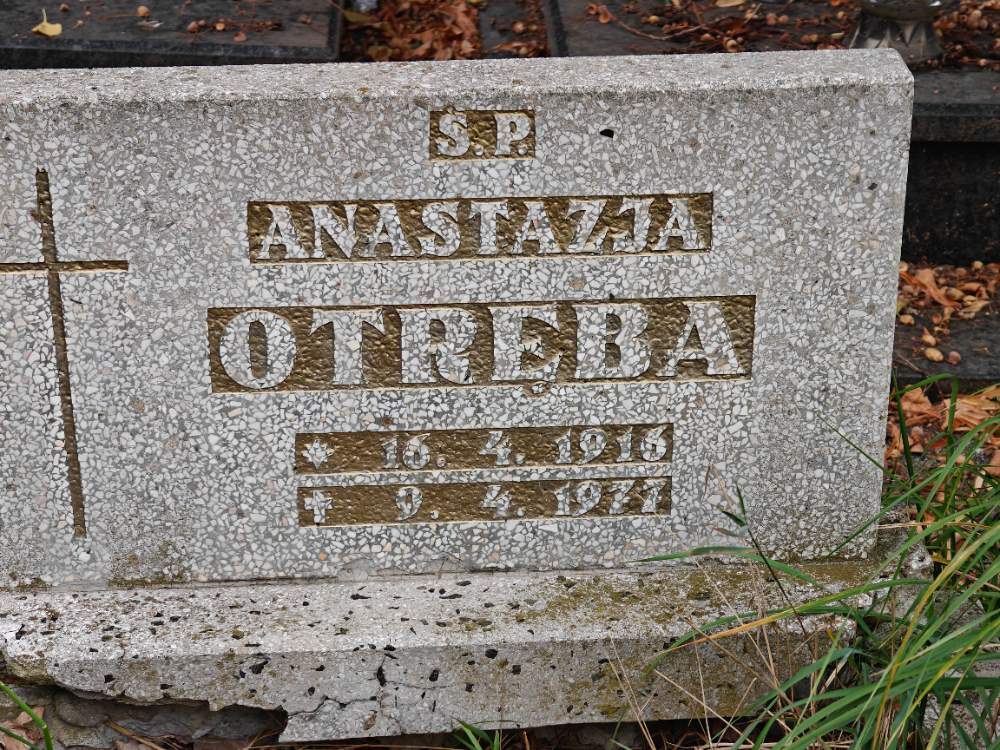 Ś.P.
ANASTAZJA
OTRĘBA
* 16. 4. 1916
† 9. 4. 1977